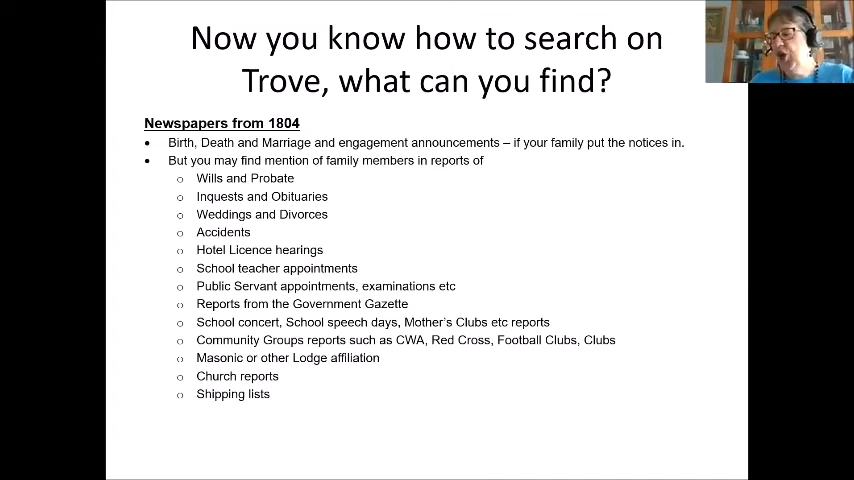 Now you know how to search on
Trove, what can you find?
Newspapers from 1804
• Birth, Death and Marriage and engagement announcements – if your family put the notices in.
• But you may find mention of family members in reports of
o Wills and Probate
o Inquests and Obituaries
o Weddings and Divorces
o Accidents
o Hotel Licence hearings
o School teacher appointments
o Public Servant appointments, examinations etc
o Reports from the Government Gazette
o School concert, School speech days, Mother's Clubs etc reports
o Community Groups reports such as CWA, Red Cross, Football Clubs, Clubs
o Masonic or other Lodge affiliation
o Church reports
o Shipping lists